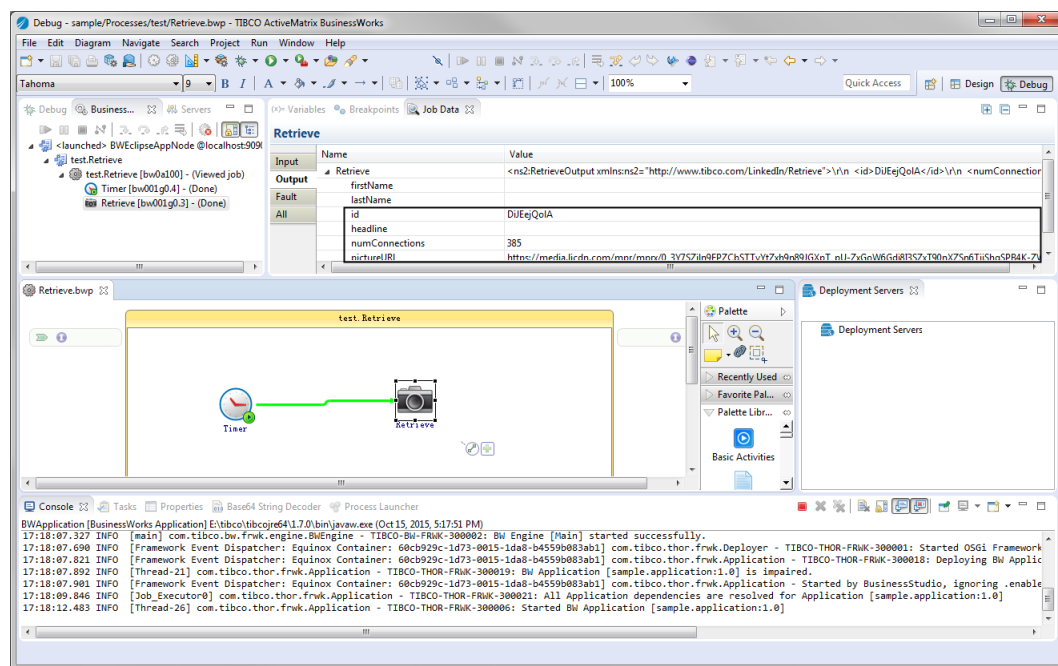 Debug - sample/Processes/test/Retrieve.bwp - TIBCO ActiveMatrix BusinessWorks
File Edit Diagram Navigate Search Project Run Window Help
Tahoma 9 B I A 100% Quick Access Design Debug
Debug Business... Servers
(x)= Variables Breakpoints Job Data
<launched> BWEclipseAppNode @localhost:9090
test.Retrieve
test.Retrieve [bw0a100] - (Viewed job)
Timer [bw001g0.4] - (Done)
Retrieve [bw001g0.3] - (Done)
Retrieve
Input
Output
Fault
All
Name Value
Retrieve <ns2:RetrieveOutput xmlns:ns2="http://www.tibco.com/LinkedIn/Retrieve">\r\n <id>DiJEejQoIA</id>\r\n <numConnection
firstName
lastName
id DiJEejQoIA
headline
numConnections 385
pictureURL
Retrieve.bwp
test.Retrieve
Timer
Retrieve
Palette
Recently Used
Favorite Pal...
Palette Libr...
Basic Activities
Deployment Servers
Deployment Servers
Console Tasks Properties Base64 String Decoder Process Launcher
BWApplication [BusinessWorks Application] E:\tibco\tibcojre64\1.7.0\bin\javaw.exe (Oct 15, 2015, 5:17:51 PM)
17:18:07.327 INFO [main] com.tibco.bw.frwk.engine.BWEngine - TIBCO-BW-FRWK-300002: BW Engine [Main] started successfully.
17:18:07.690 INFO [Framework Event Dispatcher: Equinox Container: 60cb929c-1d73-0015-1da8-b4559b083ab1] com.tibco.thor.frwk.Deployer - TIBCO-THOR-FRWK-300001: Started OSGi Framework
17:18:07.821 INFO [Framework Event Dispatcher: Equinox Container: 60cb929c-1d73-0015-1da8-b4559b083ab1] com.tibco.thor.frwk.Application - TIBCO-THOR-FRWK-300018: Deploying BW Applic
17:18:07.892 INFO [Thread-21] com.tibco.thor.frwk.Application - TIBCO-THOR-FRWK-300019: BW Application [sample.application:1.0] is impaired.
17:18:07.901 INFO [Framework Event Dispatcher: Equinox Container: 60cb929c-1d73-0015-1da8-b4559b083ab1] com.tibco.thor.frwk.Application - Started by BusinessStudio, ignoring .enable
17:18:09.846 INFO [Job_Executor0] com.tibco.thor.frwk.Application - TIBCO-THOR-FRWK-300021: All Application dependencies are resolved for Application [sample.application:1.0]
17:18:12.483 INFO [Thread-26] com.tibco.thor.frwk.Application - TIBCO-THOR-FRWK-300006: Started BW Application [sample.application:1.0]